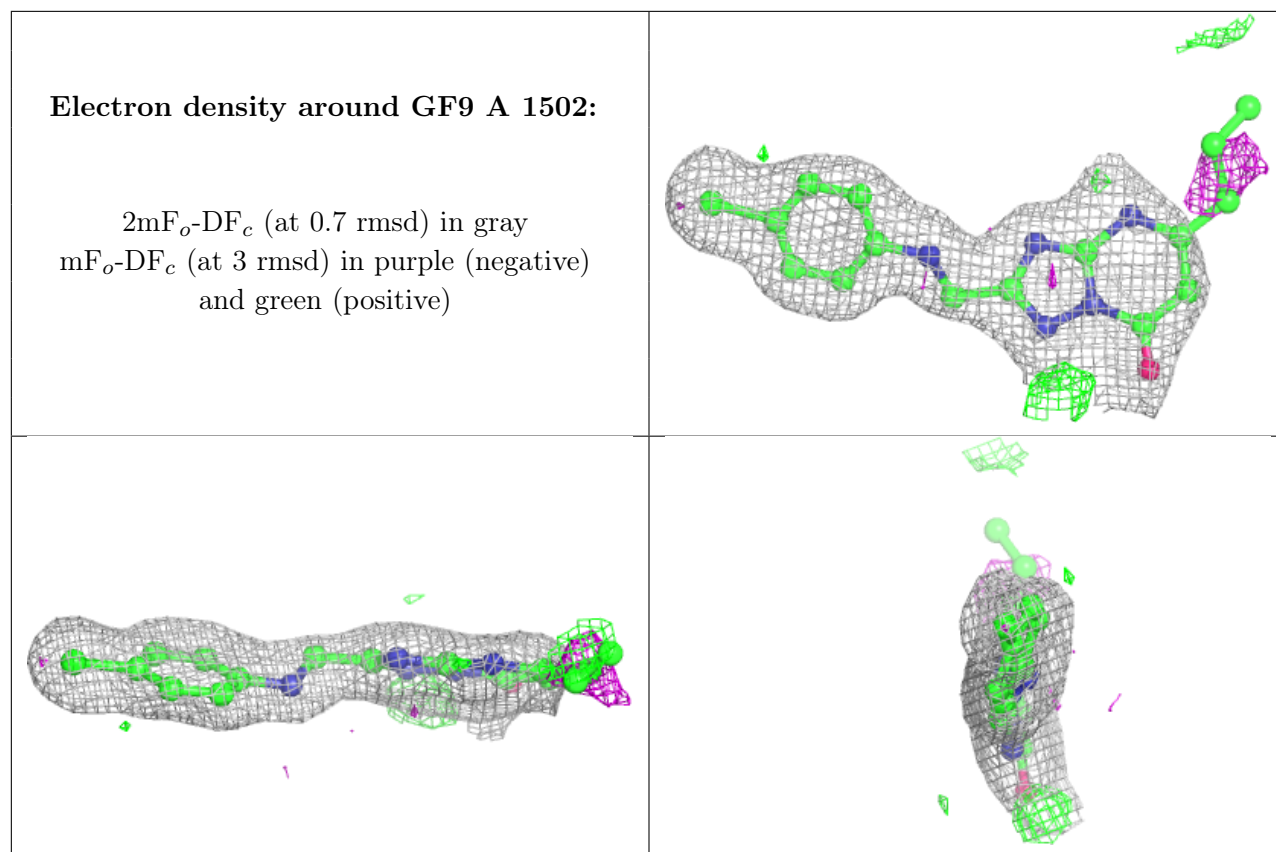 Electron density around GF9 A 1502:
2mFo-DFc (at 0.7 rmsd) in gray
mFo-DFc (at 3 rmsd) in purple (negative)
and green (positive)